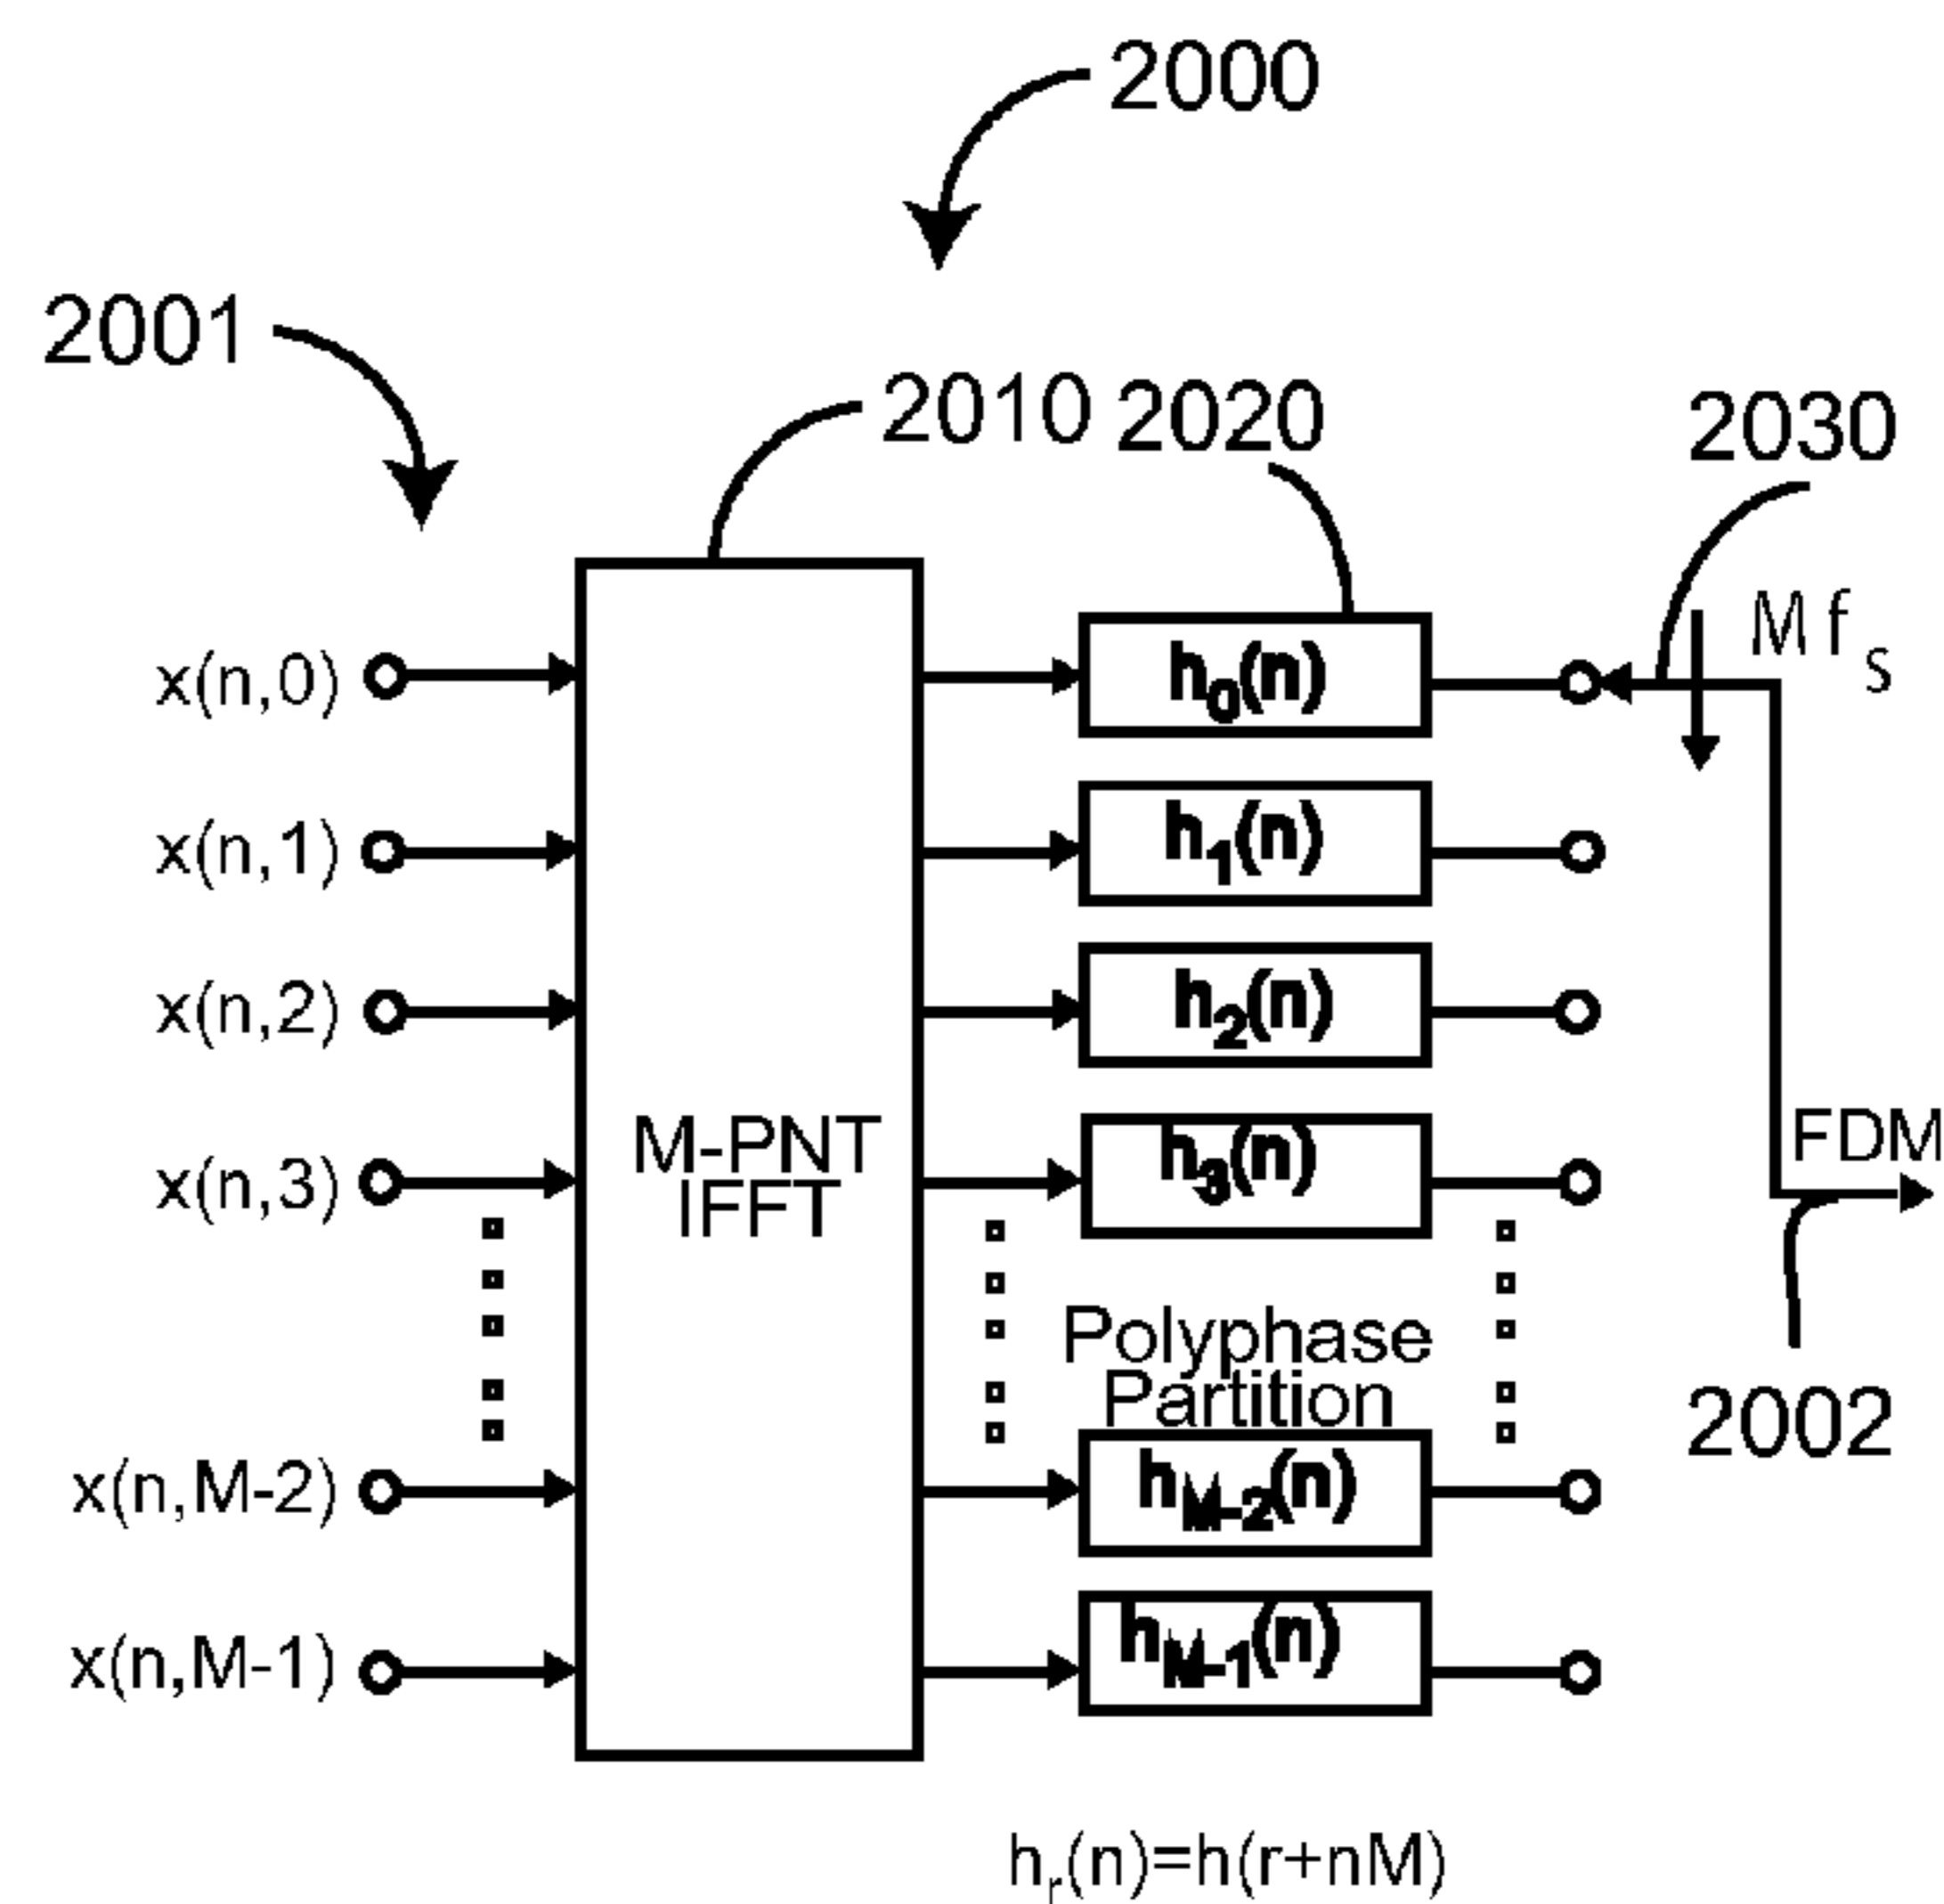 2000
2001
2010
2020
2030
M f s
x(n,0)
h0(n)
x(n,1)
h1(n)
x(n,2)
h2(n)
x(n,3)
M-PNT
IFFT
h3(n)
FDM
Polyphase
Partition
2002
x(n,M-2)
hM-2(n)
x(n,M-1)
hM-1(n)
hr(n)=h(r+nM)